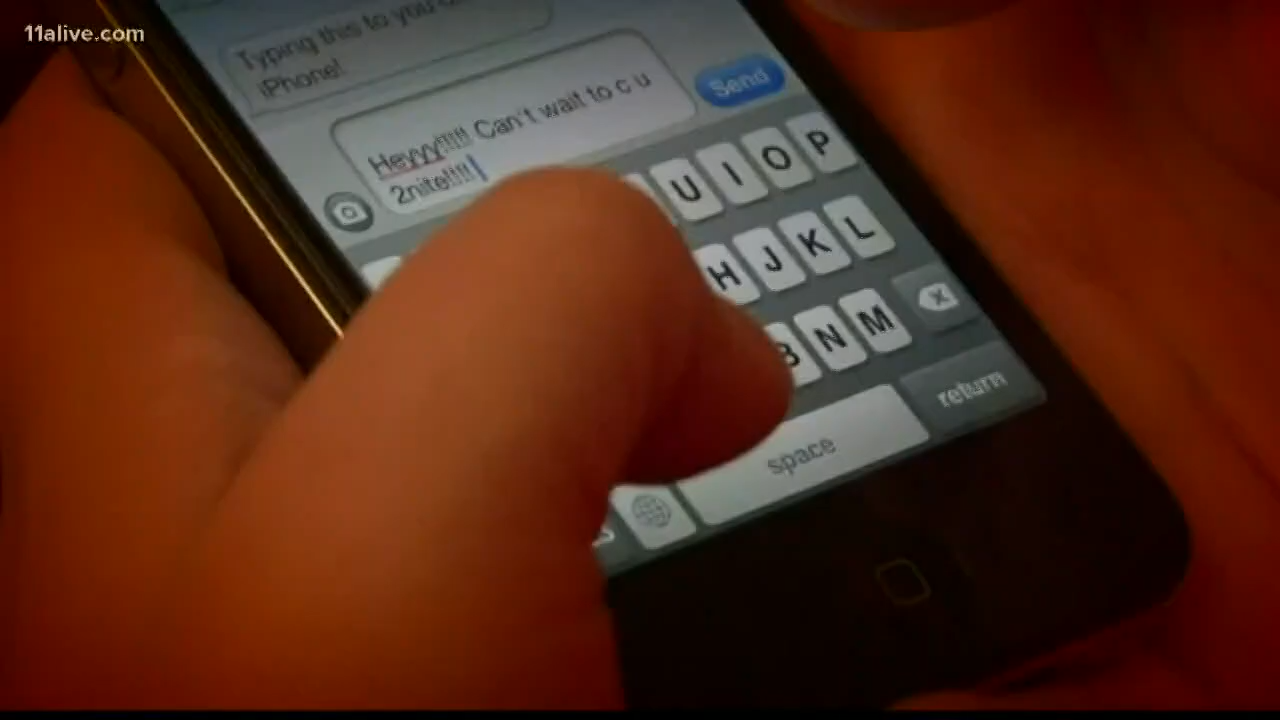 11alive.com
Typing this to you
iPhone!
Heyyy!!!!! Can't wait to c u
2nite!!!!
Send
U I O P
H J K L
B N M
return
space